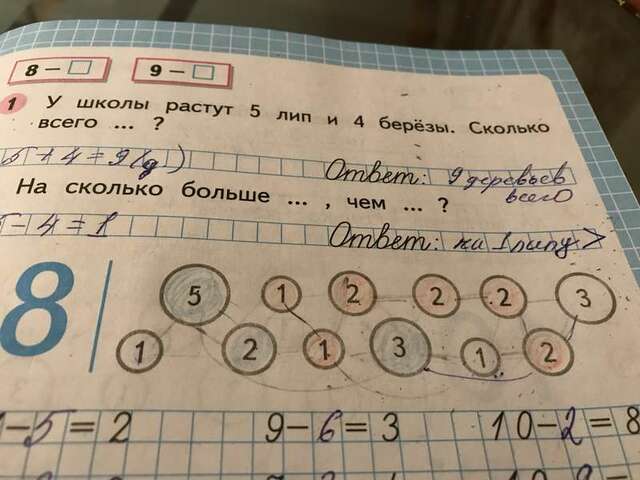 8 – □ 9 – □
1 У школы растут 5 лип и 4 берёзы. Сколько
всего ... ?
5 + 4 = 9 (д) Ответ: 9 деревьев
всего
На сколько больше ... , чем ... ?
– 4 = 1 Ответ: на 1 липу >
5 1 2 2 2 3
8
1 2 1 3 1 2
– 5 = 2 9 – 6 = 3 10 – 2 = 8